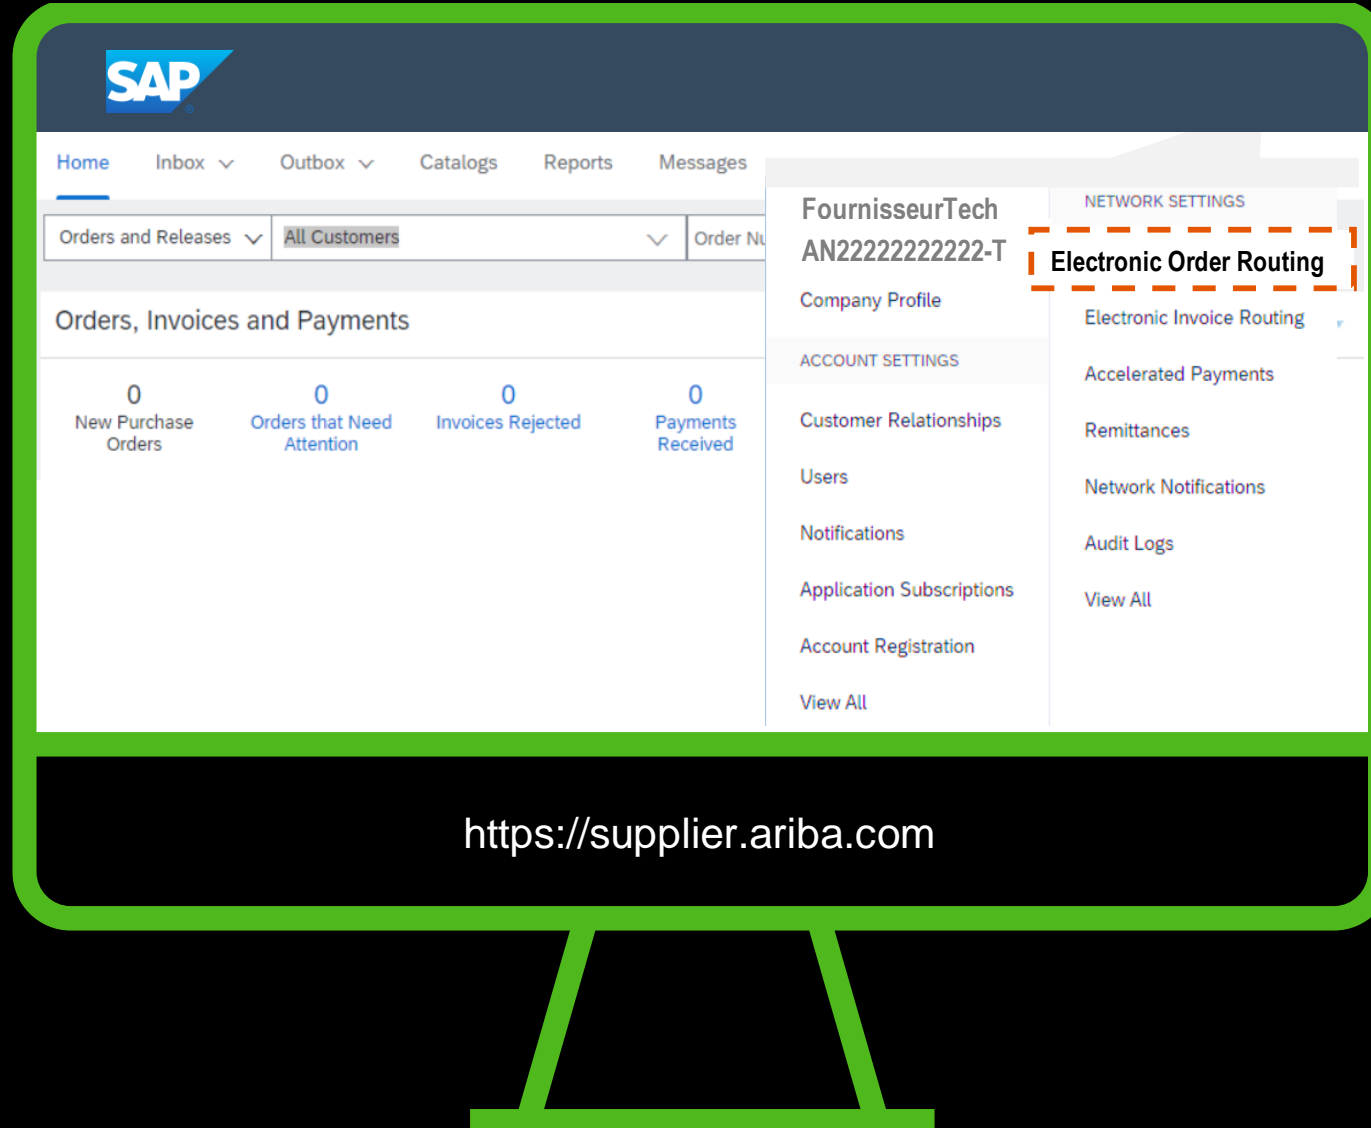 SAP
Home Inbox Outbox Catalogs Reports Messages
Orders and Releases All Customers
Orders, Invoices and Payments
0
New Purchase
Orders
0
Orders that Need
Attention
0
Invoices Rejected
0
Payments
Received
FournisseurTech
AN22222222222-T
Company Profile
ACCOUNT SETTINGS
Customer Relationships
Users
Notifications
Application Subscriptions
Account Registration
View All
NETWORK SETTINGS
Electronic Order Routing
Electronic Invoice Routing
Accelerated Payments
Remittances
Network Notifications
Audit Logs
View All
https://supplier.ariba.com